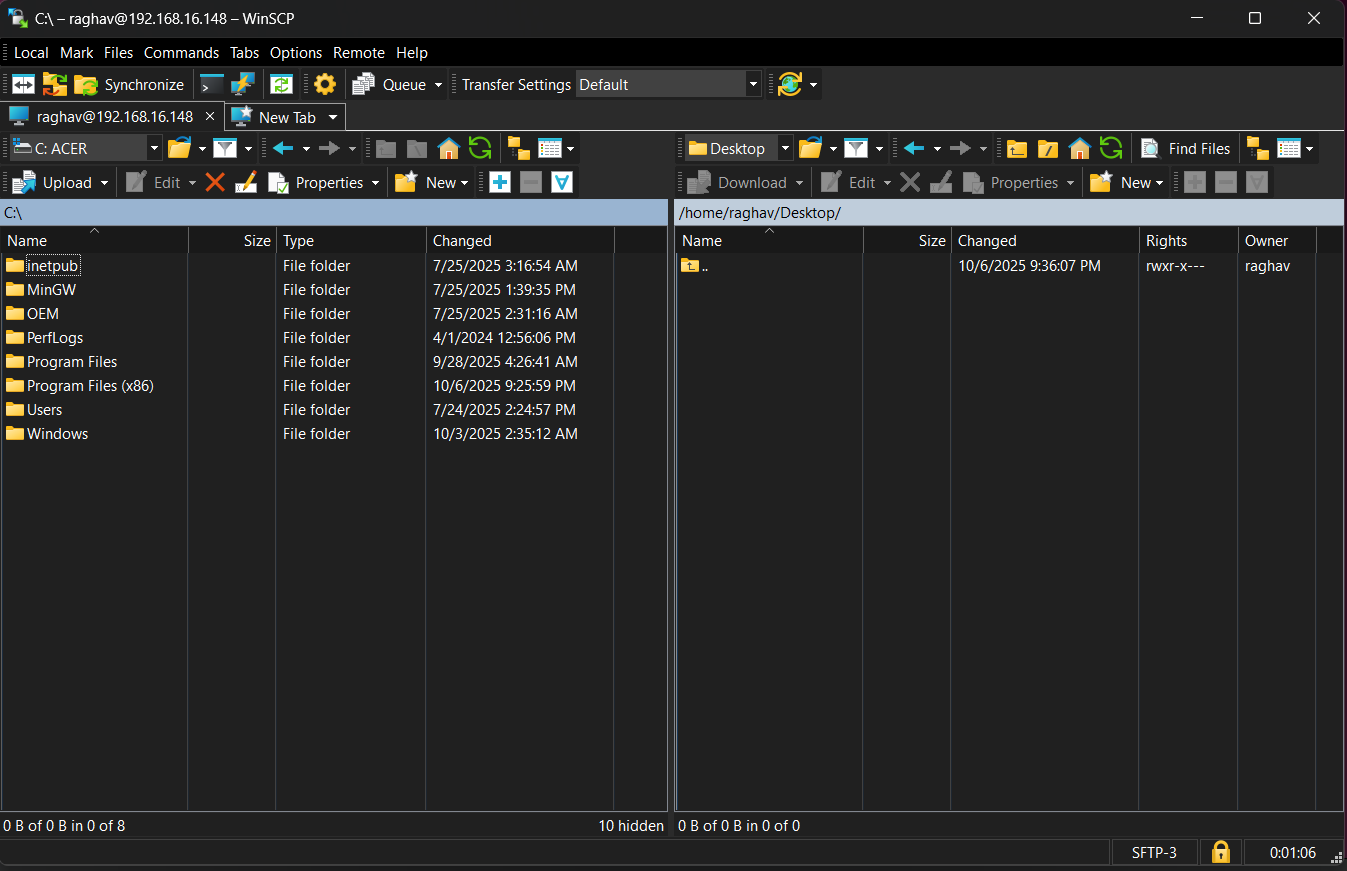 C:\ – raghav@192.168.16.148 – WinSCP
Local Mark Files Commands Tabs Options Remote Help
Synchronize Queue Transfer Settings Default
raghav@192.168.16.148 × New Tab
C: ACER
Desktop Find Files
Upload Edit Properties New
Download Edit Properties New
C:\
/home/raghav/Desktop/
Name Size Type Changed
inetpub File folder 7/25/2025 3:16:54 AM
MinGW File folder 7/25/2025 1:39:35 PM
OEM File folder 7/25/2025 2:31:16 AM
PerfLogs File folder 4/1/2024 12:56:06 PM
Program Files File folder 9/28/2025 4:26:41 AM
Program Files (x86) File folder 10/6/2025 9:25:59 PM
Users File folder 7/24/2025 2:24:57 PM
Windows File folder 10/3/2025 2:35:12 AM
Name Size Changed Rights Owner
.. 10/6/2025 9:36:07 PM rwxr-x--- raghav
0 B of 0 B in 0 of 8 10 hidden
0 B of 0 B in 0 of 0
SFTP-3 0:01:06